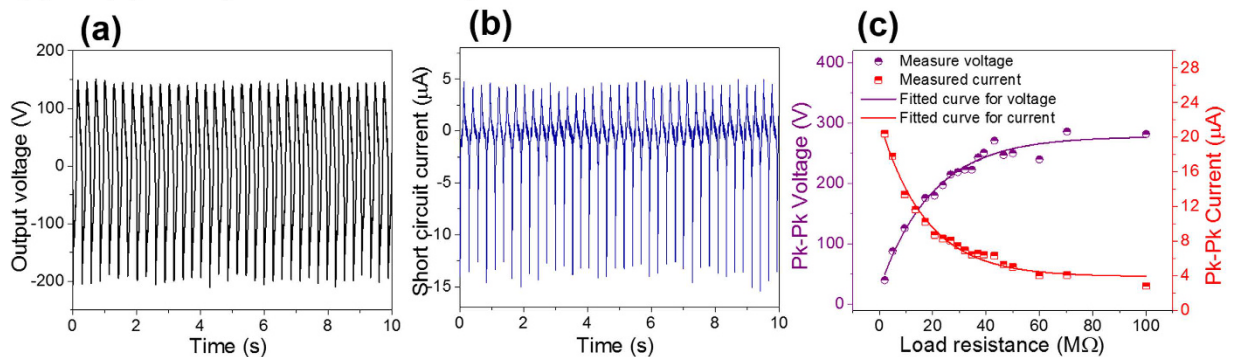 (a)
200
100
0
-100
-200
Output voltage (V)
0 2 4 6 8 10
Time (s)
(b)
5
0
-5
-10
-15
Short circuit current (μA)
0 2 4 6 8 10
Time (s)
(c)
Measure voltage
Measured current
Fitted curve for voltage
Fitted curve for current
400
300
200
100
0
Pk-Pk Voltage (V)
28
24
20
16
12
8
4
0
Pk-Pk Current (μA)
0 20 40 60 80 100
Load resistance (MΩ)